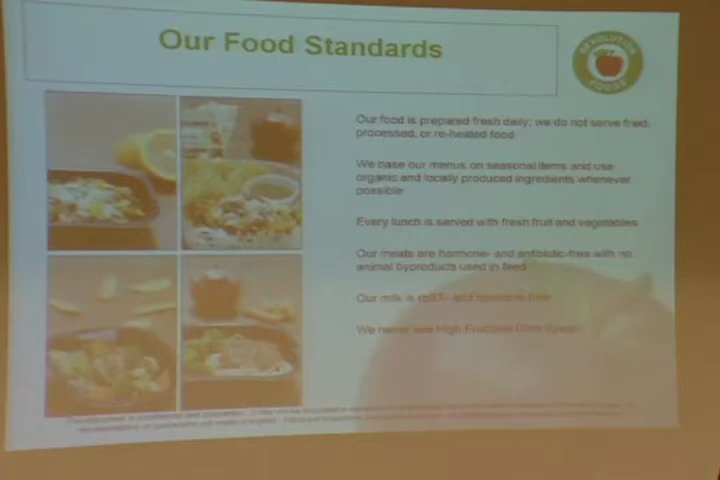 Our Food Standards
REVOLUTION
FOODS
Our food is prepared fresh daily; we do not serve fried,
processed, or re-heated food
We base our menus on seasonal items and use
organic and locally produced ingredients whenever
possible
Every lunch is served with fresh fruit and vegetables
Our meats are hormone- and antibiotic-free with no
animal byproducts used in feed
Our milk is rBST- and hormone-free
We never use High Fructose Corn Syrup